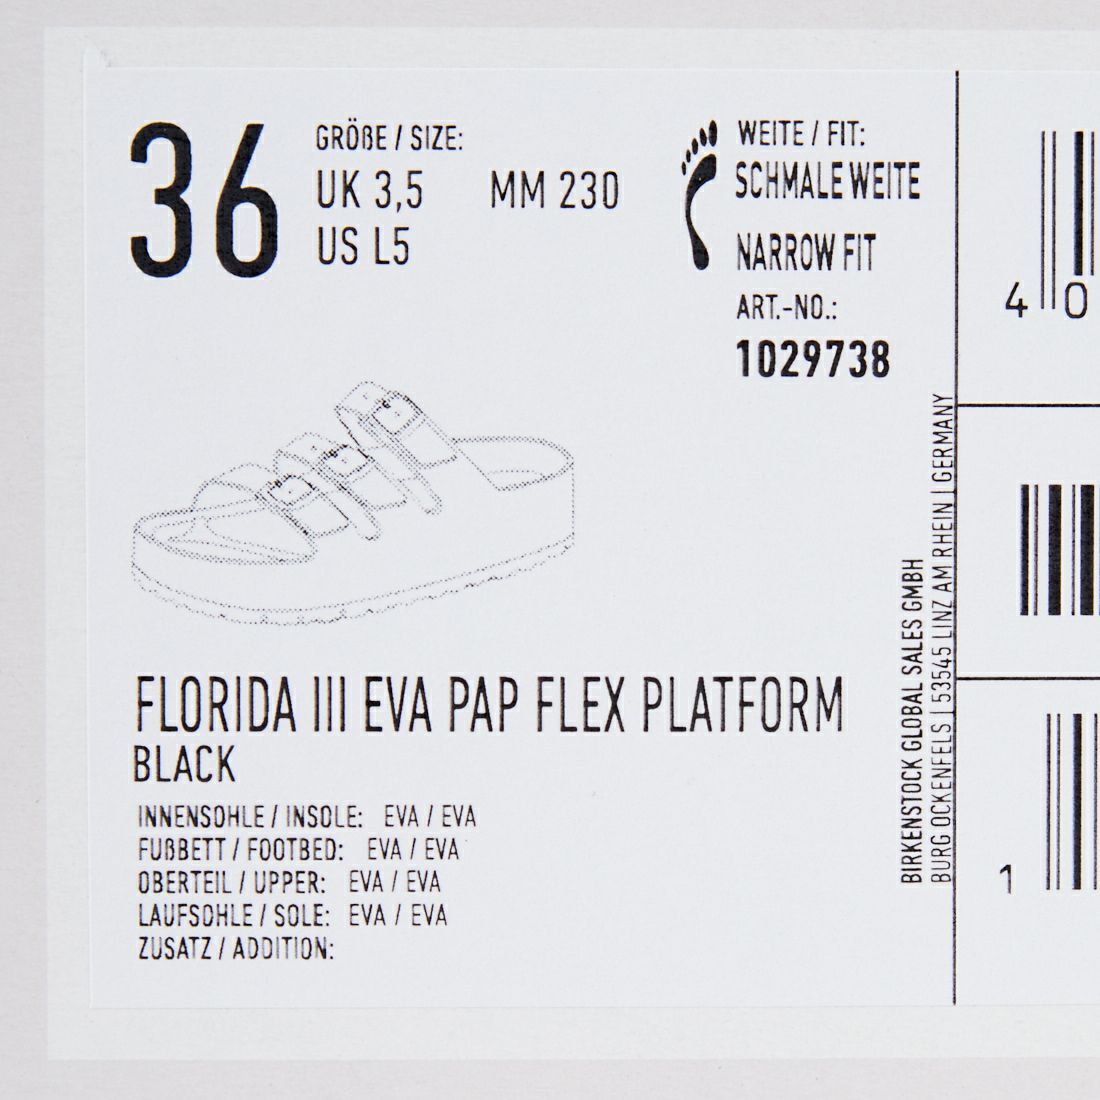 36
GRÖßE / SIZE:
UK 3,5 MM 230
US L5
WEITE / FIT:
SCHMALE WEITE
NARROW FIT
ART.-NO.:
1029738
FLORIDA III EVA PAP FLEX PLATFORM
BLACK
INNENSOHLE / INSOLE: EVA / EVA
FUßBETT / FOOTBED: EVA / EVA
OBERTEIL / UPPER: EVA / EVA
LAUFSOHLE / SOLE: EVA / EVA
ZUSATZ / ADDITION:
BIRKENSTOCK GLOBAL SALES GMBH
BURG OCKENFELS | 53545 LINZ AM RHEIN | GERMANY
4 0
1